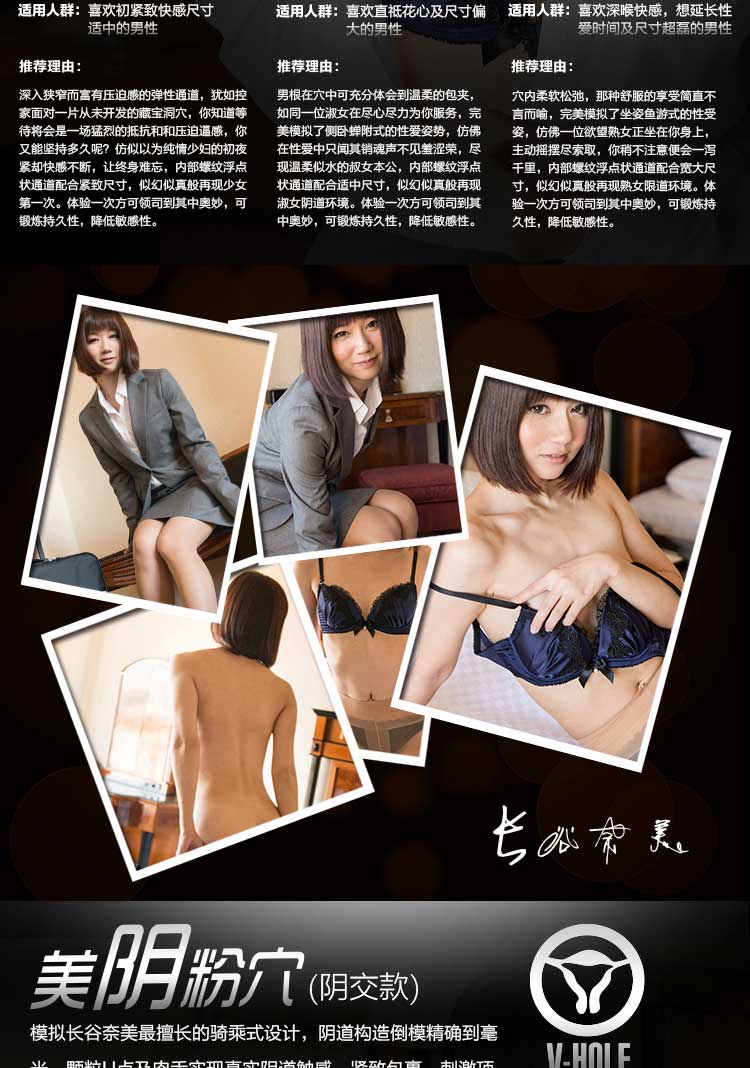 适用人群：喜欢初紧致快感尺寸
适中的男性
推荐理由：
深入狭窄而富有压迫感的弹性通道，犹如控
家面对一片从未开发的藏宝洞穴，你知道等
待将会是一场猛烈的抵抗和和压迫逼感，你
又能坚持多久呢？仿似以为纯情少妇的初夜
紧却快感不断，让终身难忘，内部螺纹浮点
状通道配合紧致尺寸，似幻似真般再现少女
第一次。体验一次方可领司到其中奥妙，可
锻炼持久性，降低敏感性。
适用人群：喜欢直抵花心及尺寸偏
大的男性
推荐理由：
男根在穴中可充分体会到温柔的包夹，
如同一位淑女在尽心尽力为你服务，完
美模拟了侧卧蝉附式的性爱姿势，仿佛
在性爱中只闻其销魂声不见羞涩荣，尽
现温柔似水的叔女本公，内部螺纹浮点
状通道配合适中尺寸，似幻似真般再现
淑女阴道环境。体验一次方可领司到其
中奥妙，可锻炼持久性，降低敏感性。
适用人群：喜欢深喉快感，想延长性
爱时间及尺寸超磊的男性
推荐理由：
穴内柔软松弛，那种舒服的享受简直不
言而喻，完美模拟了坐姿鱼游式的性受
姿，仿佛一位欲望熟女正坐在你身上，
主动摇摆尽索取，你稍不注意便会一泻
千里，内部螺纹浮点状通道配合宽大尺
寸，似幻似真般再现熟女限道环境。体
验一次方可领司到其中奥妙，可锻炼持
久性，降低敏感性。
长谷奈美
美阴粉穴(阴交款)
模拟长谷奈美最擅长的骑乘式设计，阴道构造倒模精确到毫
V-HOLE